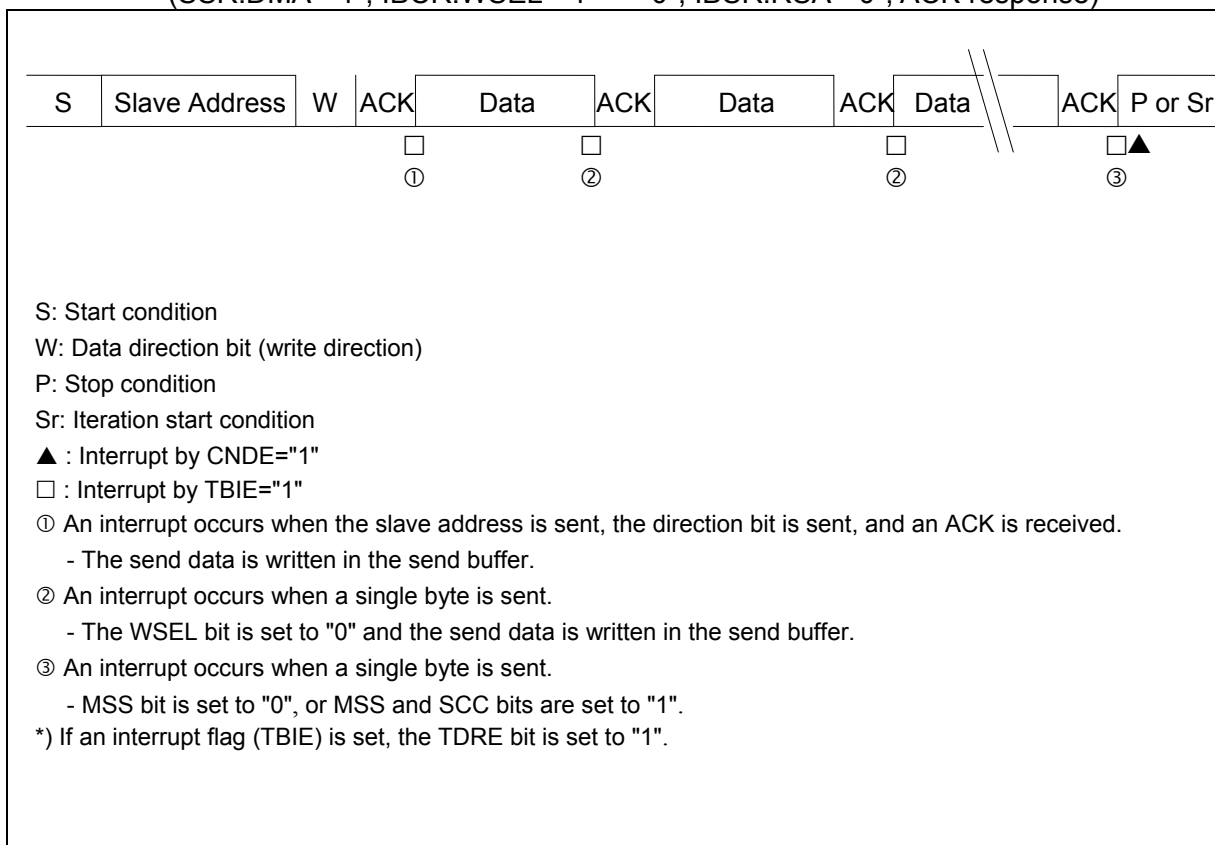 S Slave Address W ACK Data ACK Data ACK Data ACK P or Sr
□ □ □ □▲
① ② ② ③
S: Start condition
W: Data direction bit (write direction)
P: Stop condition
Sr: Iteration start condition
▲ : Interrupt by CNDE="1"
□ : Interrupt by TBIE="1"
① An interrupt occurs when the slave address is sent, the direction bit is sent, and an ACK is received.
- The send data is written in the send buffer.
② An interrupt occurs when a single byte is sent.
- The WSEL bit is set to "0" and the send data is written in the send buffer.
③ An interrupt occurs when a single byte is sent.
- MSS bit is set to "0", or MSS and SCC bits are set to "1".
*) If an interrupt flag (TBIE) is set, the TDRE bit is set to "1".